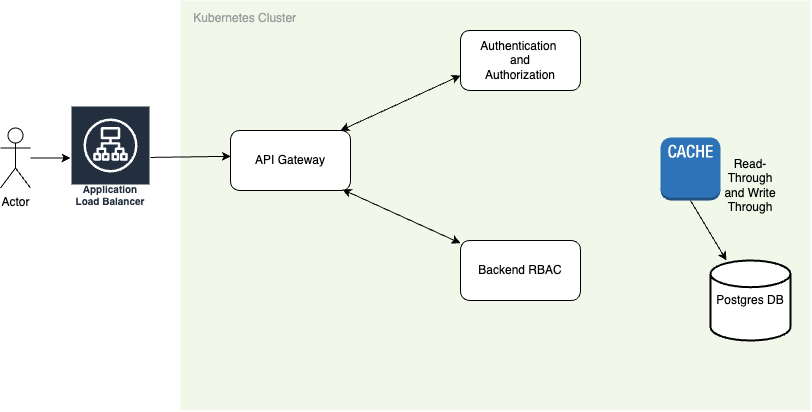 Kubernetes Cluster
Authentication
and
Authorization
API Gateway
CACHE
Read-
Through
and Write
Through
Application
Load Balancer
Actor
Backend RBAC
Postgres DB